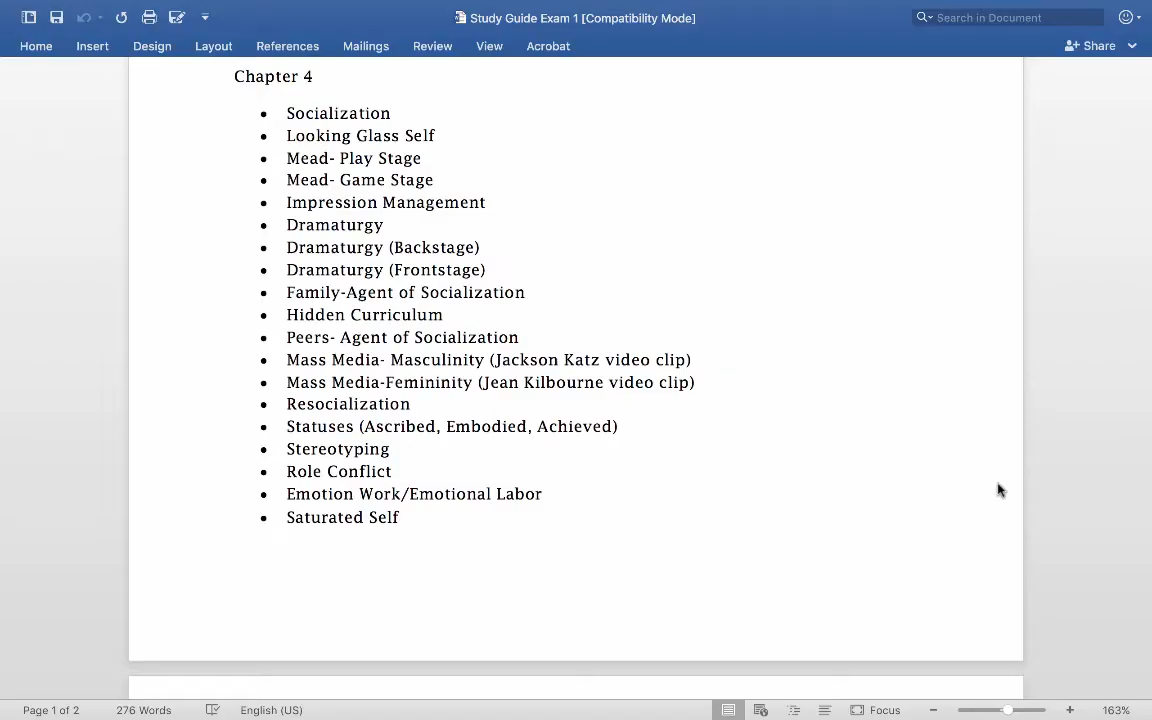 Study Guide Exam 1 [Compatibility Mode]
Search in Document
Home Insert Design Layout References Mailings Review View Acrobat Share
Chapter 4
• Socialization
• Looking Glass Self
• Mead- Play Stage
• Mead- Game Stage
• Impression Management
• Dramaturgy
• Dramaturgy (Backstage)
• Dramaturgy (Frontstage)
• Family-Agent of Socialization
• Hidden Curriculum
• Peers- Agent of Socialization
• Mass Media- Masculinity (Jackson Katz video clip)
• Mass Media-Femininity (Jean Kilbourne video clip)
• Resocialization
• Statuses (Ascribed, Embodied, Achieved)
• Stereotyping
• Role Conflict
• Emotion Work/Emotional Labor
• Saturated Self
Page 1 of 2 276 Words English (US) Focus 163%